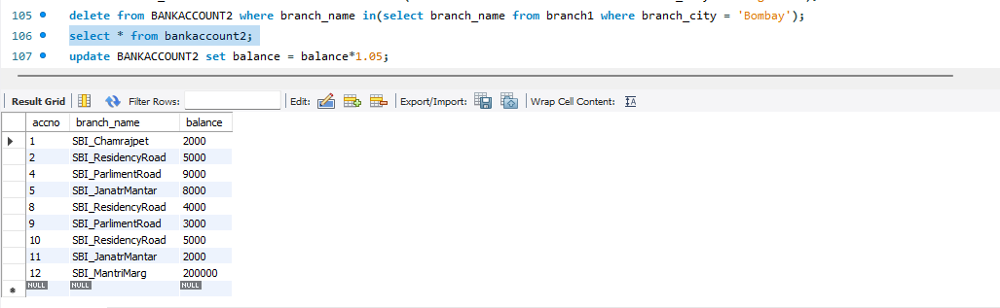 105 delete from BANKACCOUNT2 where branch_name in(select branch_name from branch1 where branch_city = 'Bombay');
106 select * from bankaccount2;
107 update BANKACCOUNT2 set balance = balance*1.05;
Result Grid Filter Rows: Edit: Export/Import: Wrap Cell Content: IA
accno branch_name balance
1 SBI_Chamrajpet 2000
2 SBI_ResidencyRoad 5000
4 SBI_ParlimentRoad 9000
5 SBI_JanatrMantar 8000
8 SBI_ResidencyRoad 4000
9 SBI_ParlimentRoad 3000
10 SBI_ResidencyRoad 5000
11 SBI_JanatrMantar 2000
12 SBI_MantriMarg 200000
NULL NULL NULL